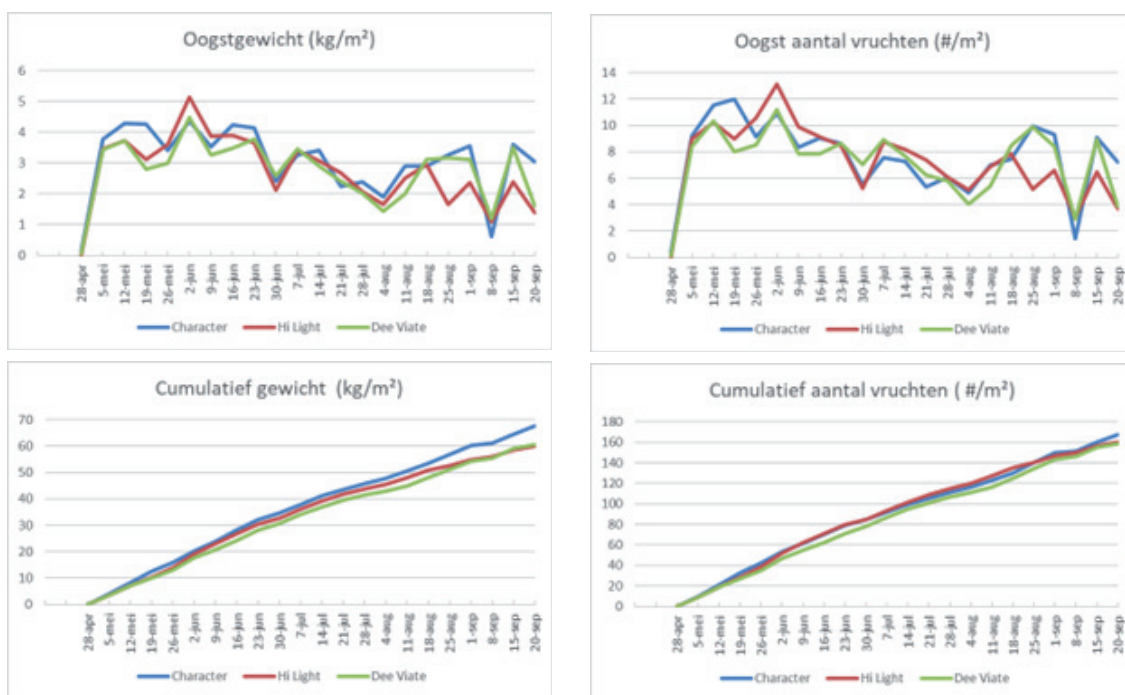 Oogstgewicht (kg/m²)
6
5
4
3
2
1
0
28-apr
5-mei
12-mei
19-mei
26-mei
2-jun
9-jun
16-jun
23-jun
30-jun
7-jul
14-jul
21-jul
28-jul
4-aug
11-aug
18-aug
25-aug
1-sep
8-sep
15-sep
20-sep
Character Hi Light Dee Viate
Oogst aantal vruchten (#/m²)
14
12
10
8
6
4
2
0
28-apr
5-mei
12-mei
19-mei
26-mei
2-jun
9-jun
16-jun
23-jun
30-jun
7-jul
14-jul
21-jul
28-jul
4-aug
11-aug
18-aug
25-aug
1-sep
8-sep
15-sep
20-sep
Character Hi Light Dee Viate
Cumulatief gewicht (kg/m²)
70
60
50
40
30
20
10
0
28-apr
5-mei
12-mei
19-mei
26-mei
2-jun
9-jun
16-jun
23-jun
30-jun
7-jul
14-jul
21-jul
28-jul
4-aug
11-aug
18-aug
25-aug
1-sep
8-sep
15-sep
20-sep
Character Hi Light Dee Viate
Cumulatief aantal vruchten ( #/m²)
180
160
140
120
100
80
60
40
20
0
28-apr
5-mei
12-mei
19-mei
26-mei
2-jun
9-jun
16-jun
23-jun
30-jun
7-jul
14-jul
21-jul
28-jul
4-aug
11-aug
18-aug
25-aug
1-sep
8-sep
15-sep
20-sep
Character Hi Light Dee Viate